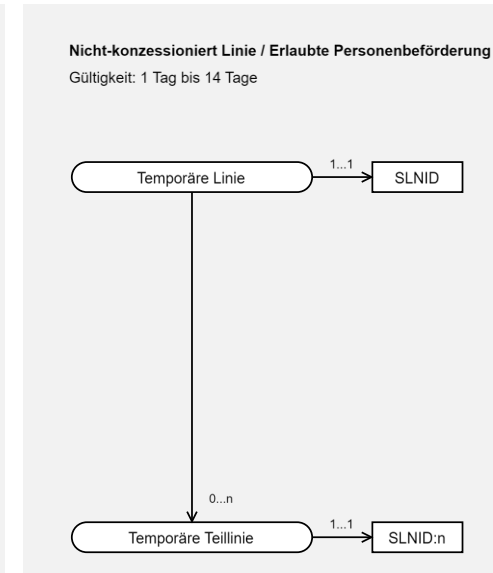 Nicht-konzessioniert Linie / Erlaubte Personenbeförderung
Gültigkeit: 1 Tag bis 14 Tage
Temporäre Linie
1...1
SLNID
0...n
Temporäre Teillinie
1...1
SLNID:n